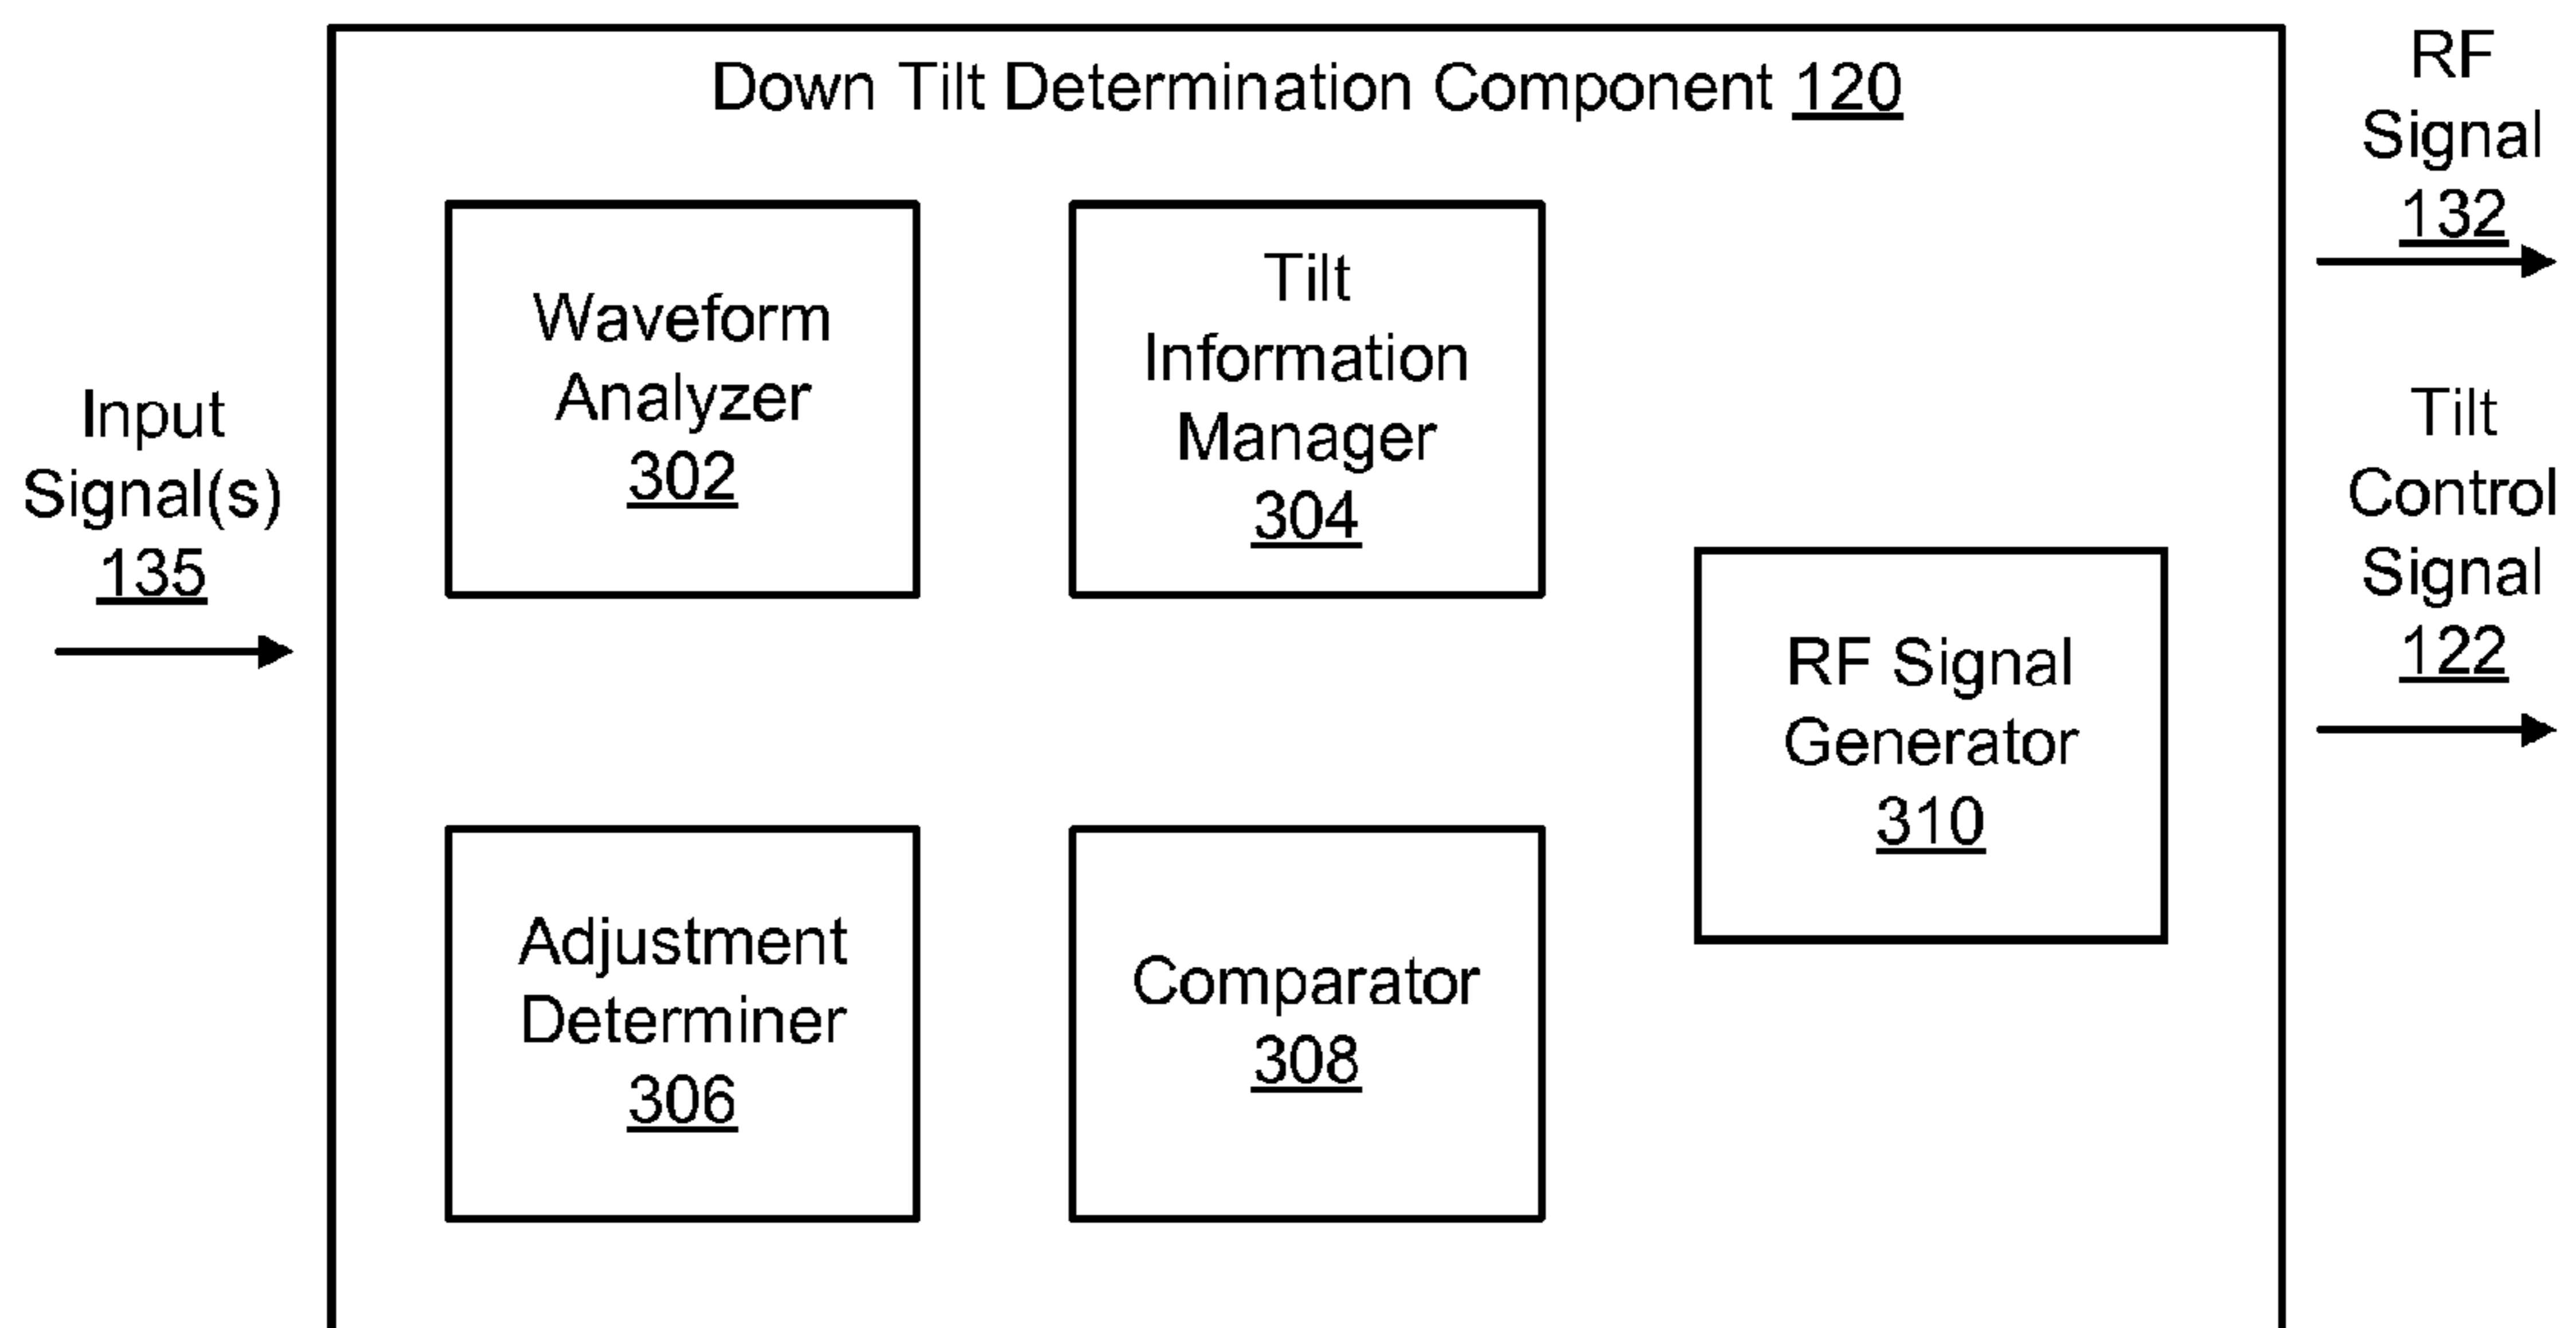 Down Tilt Determination Component 120
Input
Signal(s)
135
Waveform
Analyzer
302
Tilt
Information
Manager
304
Adjustment
Determiner
306
Comparator
308
RF Signal
Generator
310
RF
Signal
132
Tilt
Control
Signal
122